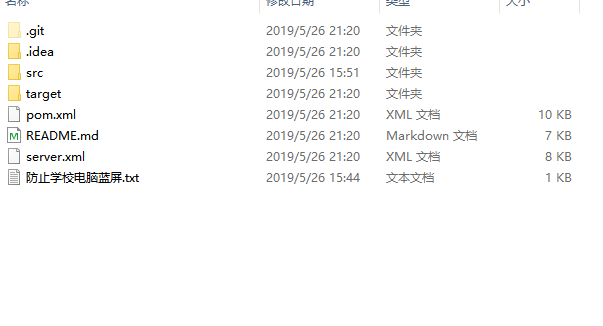 名称 修改日期 类型 大小
.git 2019/5/26 21:20 文件夹
.idea 2019/5/26 21:20 文件夹
src 2019/5/26 15:51 文件夹
target 2019/5/26 21:20 文件夹
pom.xml 2019/5/26 21:20 XML 文档 10 KB
README.md 2019/5/26 21:20 Markdown 文档 7 KB
server.xml 2019/5/26 21:20 XML 文档 8 KB
防止学校电脑蓝屏.txt 2019/5/26 15:44 文本文档 1 KB